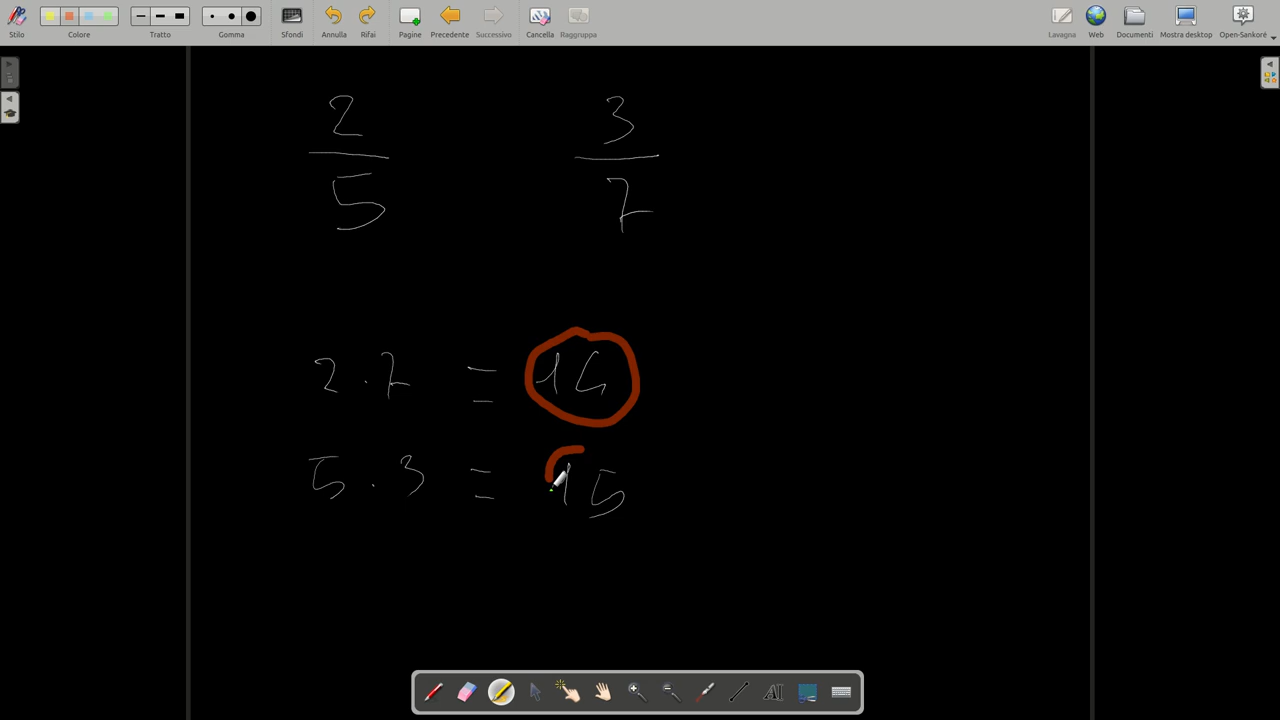 Stilo Colore Tratto Gomma Sfondi Annulla Rifai Pagine Precedente Successivo Cancella Raggruppa Lavagna Web Documenti Mostra desktop Open-Sankoré
2/5 3/7
2 · 7 = 14
5 · 3 = 15
AI